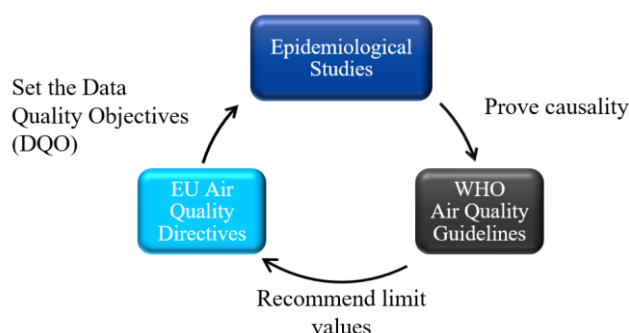 Epidemiological
Studies
Set the Data
Quality Objectives
(DQO)
Prove causality
EU Air
Quality
Directives
WHO
Air Quality
Guidelines
Recommend limit
values